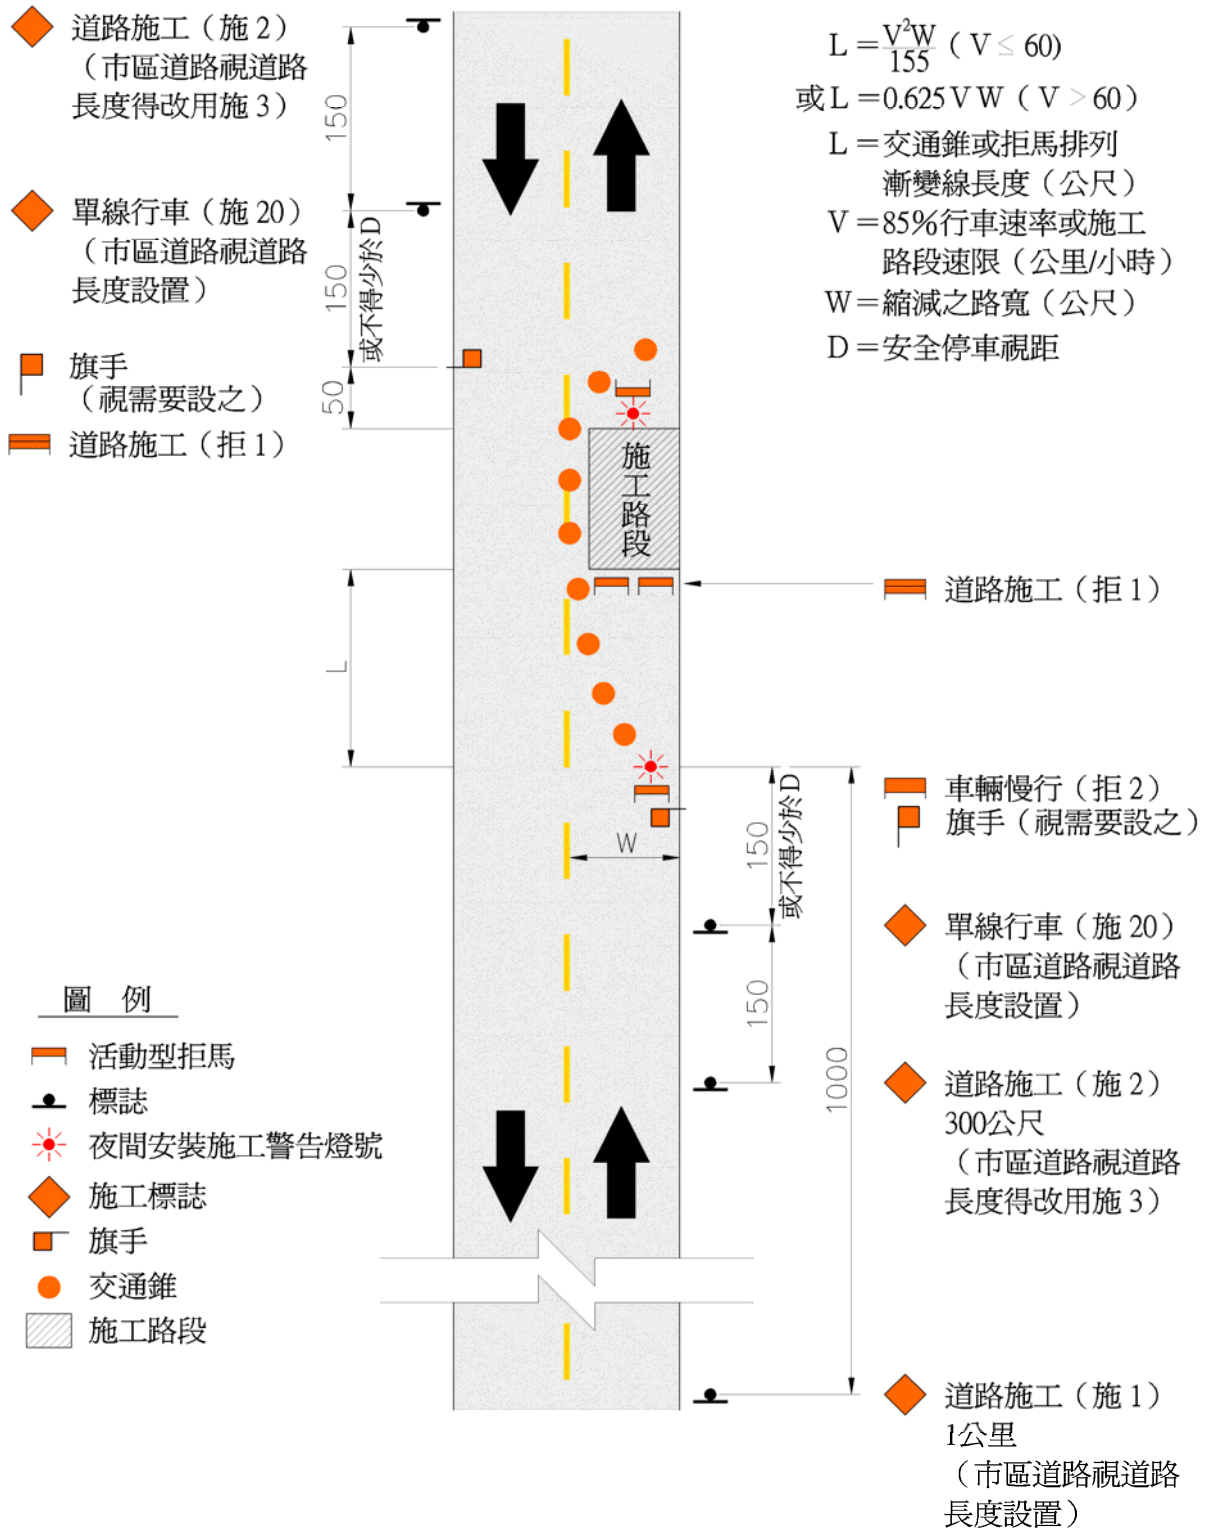 道路施工（施 2）
（市區道路視道路
長度得改用施 3）
150
單線行車（施 20）
（市區道路視道路
長度設置）
150
或不得少於D
旗手
（視需要設之）
50
道路施工（拒 1）
L =V²W/155（V ≤ 60)
或 L =0.625 V W（V > 60）
L =交通錐或拒馬排列
漸變線長度（公尺）
V =85%行車速率或施工
路段速限（公里/小時）
W=縮減之路寬（公尺）
D =安全停車視距
施工路段
L
道路施工（拒 1）
車輛慢行（拒 2）
旗手（視需要設之）
W
150
或不得少於D
單線行車（施 20）
（市區道路視道路
長度設置）
150
1000
道路施工（施 2）
300公尺
（市區道路視道路
長度得改用施 3）
道路施工（施 1）
1公里
（市區道路視道路
長度設置）
圖 例
活動型拒馬
標誌
夜間安裝施工警告燈號
施工標誌
旗手
交通錐
施工路段